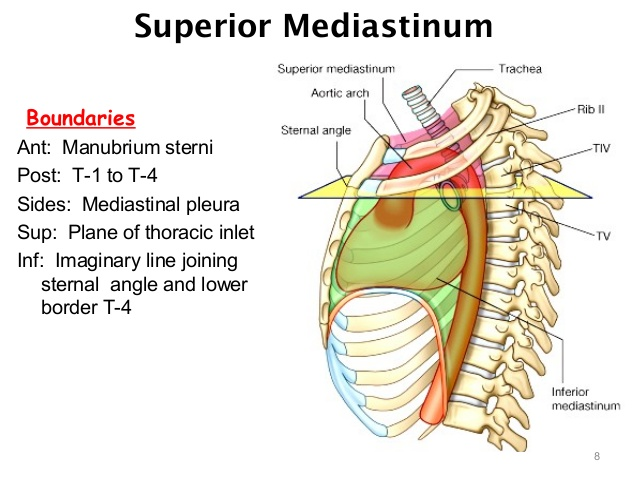 Superior Mediastinum
Boundaries
Ant: Manubrium sterni
Post: T-1 to T-4
Sides: Mediastinal pleura
Sup: Plane of thoracic inlet
Inf: Imaginary line joining
sternal angle and lower
border T-4
Superior mediastinum
Trachea
Aortic arch
Rib II
Sternal angle
TIV
TV
Inferior
mediastinum
8